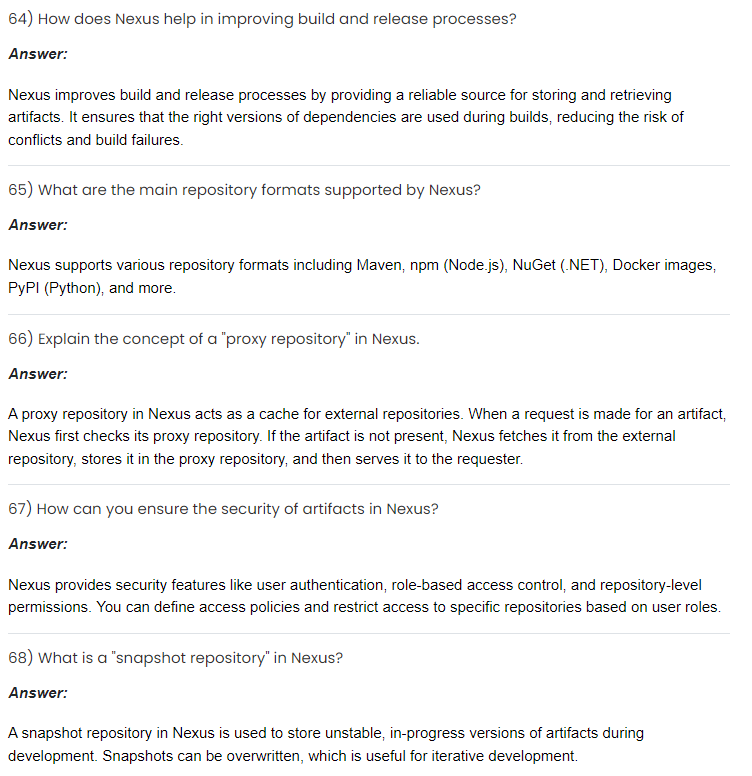 64) How does Nexus help in improving build and release processes?
Answer:
Nexus improves build and release processes by providing a reliable source for storing and retrieving
artifacts. It ensures that the right versions of dependencies are used during builds, reducing the risk of
conflicts and build failures.
65) What are the main repository formats supported by Nexus?
Answer:
Nexus supports various repository formats including Maven, npm (Node.js), NuGet (.NET), Docker images,
PyPI (Python), and more.
66) Explain the concept of a "proxy repository" in Nexus.
Answer:
A proxy repository in Nexus acts as a cache for external repositories. When a request is made for an artifact,
Nexus first checks its proxy repository. If the artifact is not present, Nexus fetches it from the external
repository, stores it in the proxy repository, and then serves it to the requester.
67) How can you ensure the security of artifacts in Nexus?
Answer:
Nexus provides security features like user authentication, role-based access control, and repository-level
permissions. You can define access policies and restrict access to specific repositories based on user roles.
68) What is a "snapshot repository" in Nexus?
Answer:
A snapshot repository in Nexus is used to store unstable, in-progress versions of artifacts during
development. Snapshots can be overwritten, which is useful for iterative development.